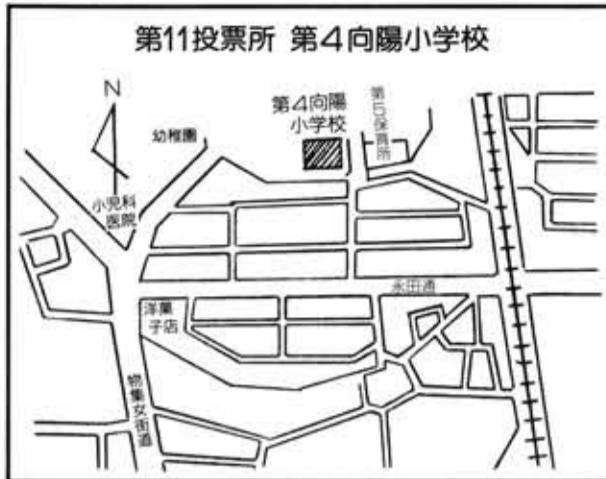 第11投票所 第4向陽小学校
N
第4向陽
小学校
第5保育所
幼稚園
小児科
医院
永田通
洋菓
子店
物集女街道